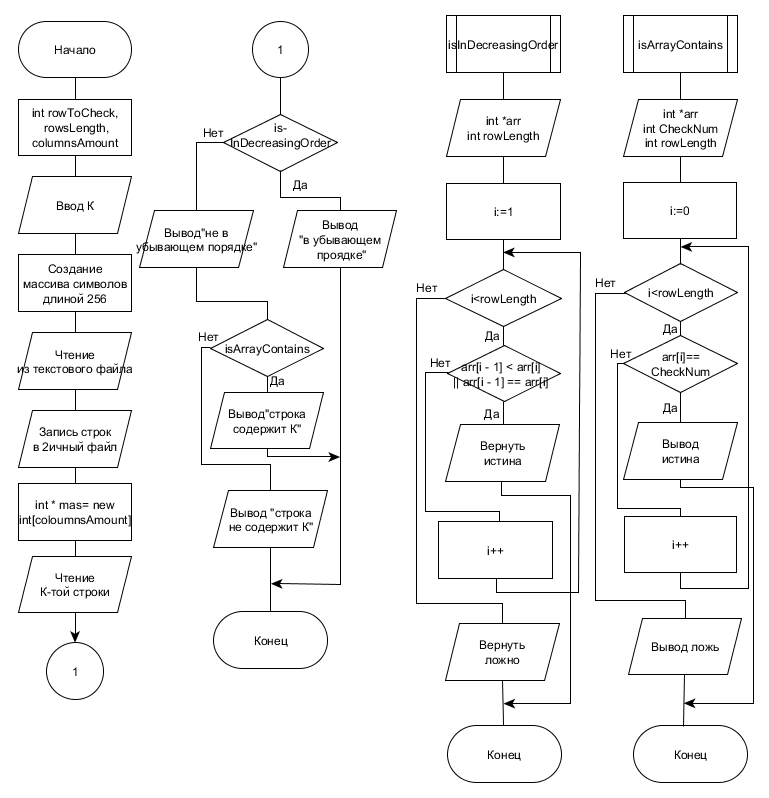 Начало
int rowToCheck,
rowsLength,
columnsAmount
Ввод K
Создание
массива символов
длиной 256
Чтение
из текстового файла
Запись строк
в 2ичный файл
int * mas= new
int[coloumnsAmount]
Чтение
К-той строки
1
1
is-
InDecreasingOrder
Нет
Да
Вывод"не в
убывающем порядке"
Вывод
"в убывающем
проядке"
isArrayContains
Нет
Да
Вывод"строка
содержит К"
Вывод "строка
не содержит К"
Конец
isInDecreasingOrder
int *arr
int rowLength
i:=1
i<rowLength
Нет
Да
arr[i - 1] < arr[i]
|| arr[i - 1] == arr[i]
Нет
Да
Вернуть
истина
i++
Вернуть
ложно
Конец
isArrayContains
int *arr
int CheckNum
int rowLength
i:=0
i<rowLength
Нет
Да
arr[i]==
CheckNum
Нет
Да
Вывод
истина
i++
Вывод ложь
Конец